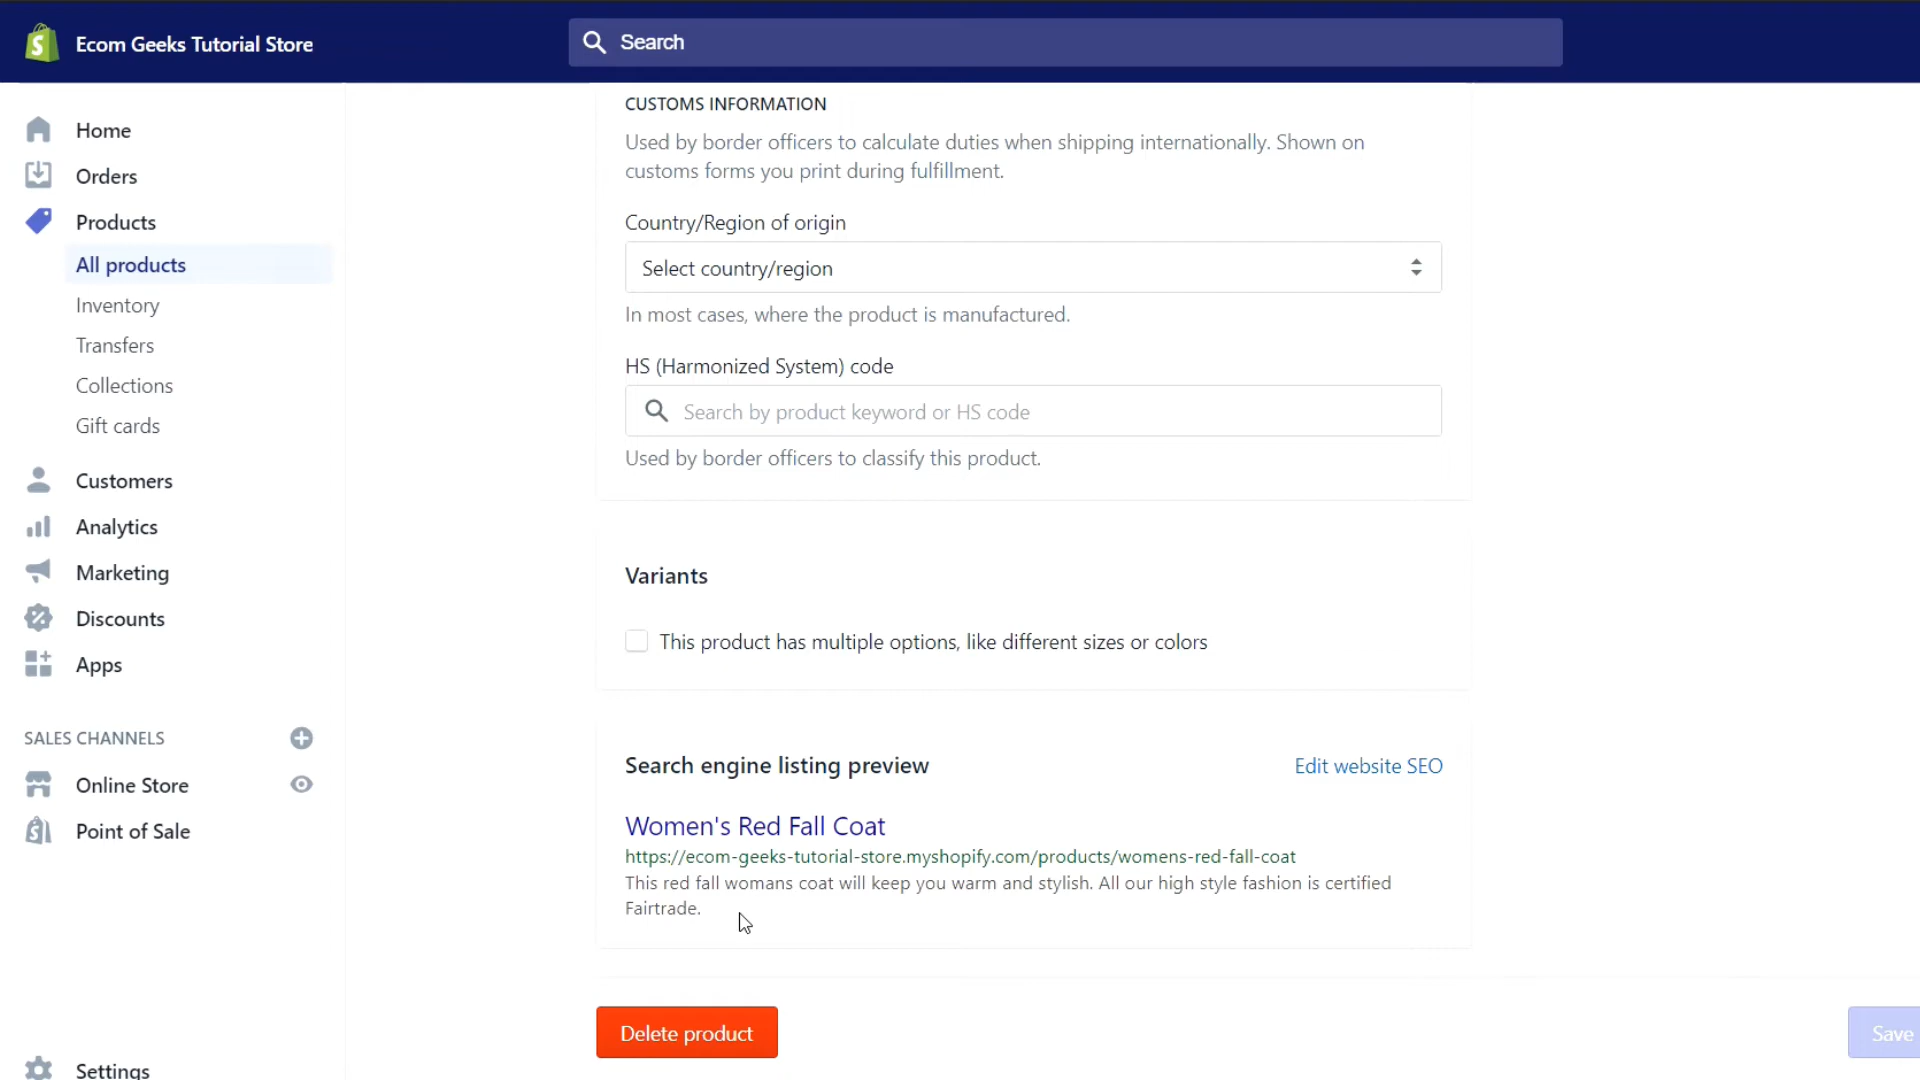 Ecom Geeks Tutorial Store
Search
Home
Orders
Products
All products
Inventory
Transfers
Collections
Gift cards
Customers
Analytics
Marketing
Discounts
Apps
SALES CHANNELS
Online Store
Point of Sale
Settings
CUSTOMS INFORMATION
Used by border officers to calculate duties when shipping internationally. Shown on
customs forms you print during fulfillment.
Country/Region of origin
Select country/region
In most cases, where the product is manufactured.
HS (Harmonized System) code
Search by product keyword or HS code
Used by border officers to classify this product.
Variants
This product has multiple options, like different sizes or colors
Search engine listing preview
Edit website SEO
Women's Red Fall Coat
https://ecom-geeks-tutorial-store.myshopify.com/products/womens-red-fall-coat
This red fall womans coat will keep you warm and stylish. All our high style fashion is certified
Fairtrade.
Delete product
Save